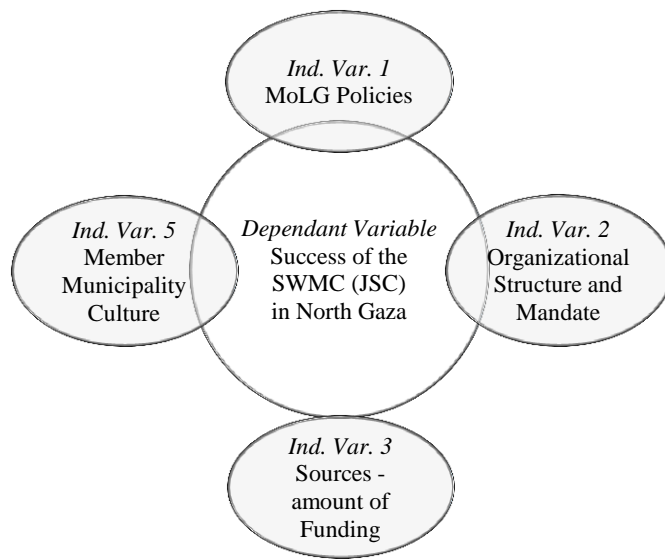 Ind. Var. 1
MoLG Policies
Ind. Var. 5
Member
Municipality
Culture
Dependant Variable
Success of the
SWMC (JSC)
in North Gaza
Ind. Var. 2
Organizational
Structure and
Mandate
Ind. Var. 3
Sources -
amount of
Funding